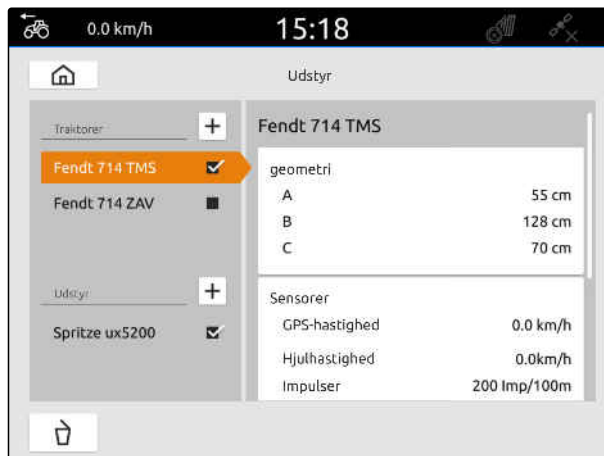 0.0 km/h
15:18
Udstyr
Traktorer
Fendt 714 TMS
Fendt 714 ZAV
Udstyr
Spritze ux5200
Fendt 714 TMS
geometri
A 55 cm
B 128 cm
C 70 cm
Sensorer
GPS-hastighed 0.0 km/h
Hjulhastighed 0.0km/h
Impulser 200 Imp/100m